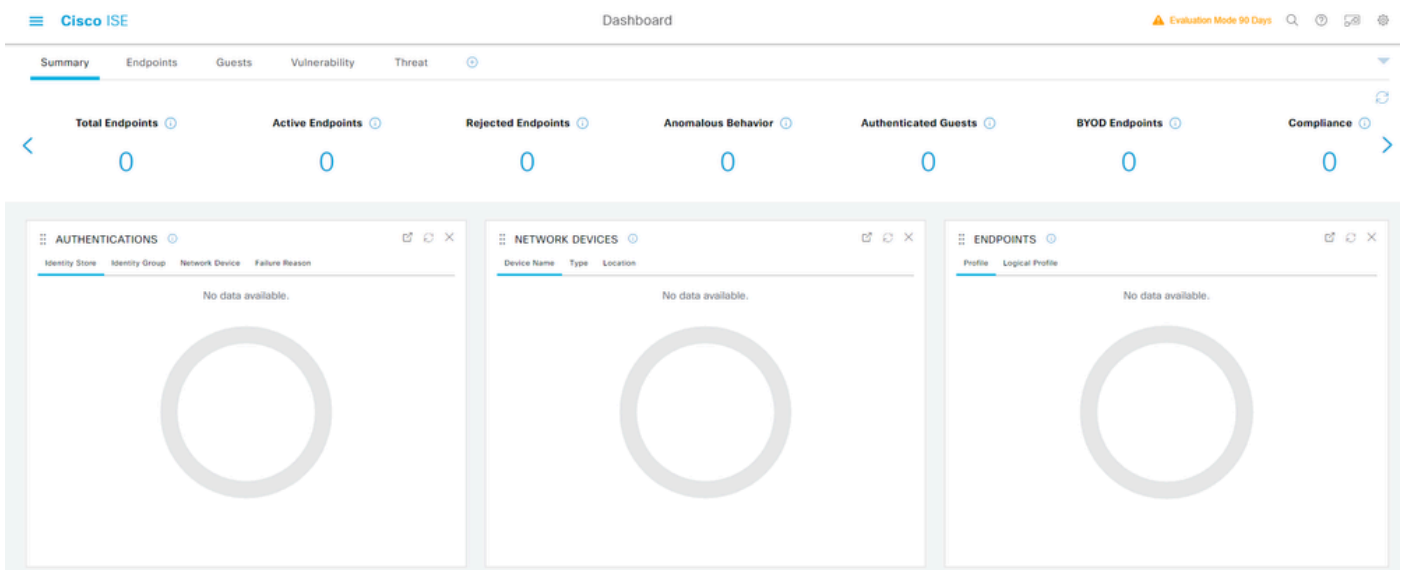 Cisco ISE Dashboard Evaluation Mode 90 Days
Summary Endpoints Guests Vulnerability Threat
Total Endpoints Active Endpoints Rejected Endpoints Anomalous Behavior Authenticated Guests BYOD Endpoints Compliance
0 0 0 0 0 0 0
AUTHENTICATIONS
Identity Store Identity Group Network Device Failure Reason
No data available.
NETWORK DEVICES
Device Name Type Location
No data available.
ENDPOINTS
Profile Logical Profile
No data available.